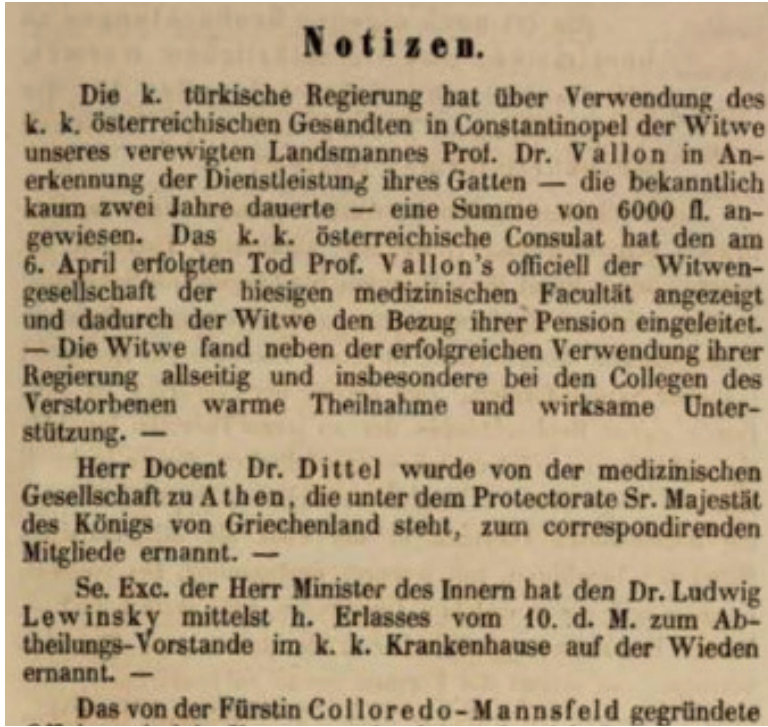 Notizen.
Die k. türkische Regierung hat über Verwendung des
k. k. österreichischen Gesandten in Constantinopel der Witwe
unseres verewigten Landsmannes Prof. Dr. Vallon in An-
erkennung der Dienstleistung ihres Gatten — die bekanntlich
kaum zwei Jahre dauerte — eine Summe von 6000 fl. an-
gewiesen. Das k. k. österreichische Consulat hat den am
6. April erfolgten Tod Prof. Vallon's officiell der Witwen-
gesellschaft der hiesigen medizinischen Facultät angezeigt
und dadurch der Witwe den Bezug ihrer Pension eingeleitet.
— Die Witwe fand neben der erfolgreichen Verwendung ihrer
Regierung allseitig und insbesondere bei den Collegen des
Verstorbenen warme Theilnahme und wirksame Unter-
stützung. —
Herr Docent Dr. Dittel wurde von der medizinischen
Gesellschaft zu Athen, die unter dem Protectorate Sr. Majestät
des Königs von Griechenland steht, zum correspondirenden
Mitgliede ernannt. —
Se. Exc. der Herr Minister des Innern hat den Dr. Ludwig
Lewinsky mittelst h. Erlasses vom 10. d. M. zum Ab-
theilungs-Vorstande im k. k. Krankenhause auf der Wieden
ernannt. —
Das von der Fürstin Colloredo-Mannsfeld gegründete